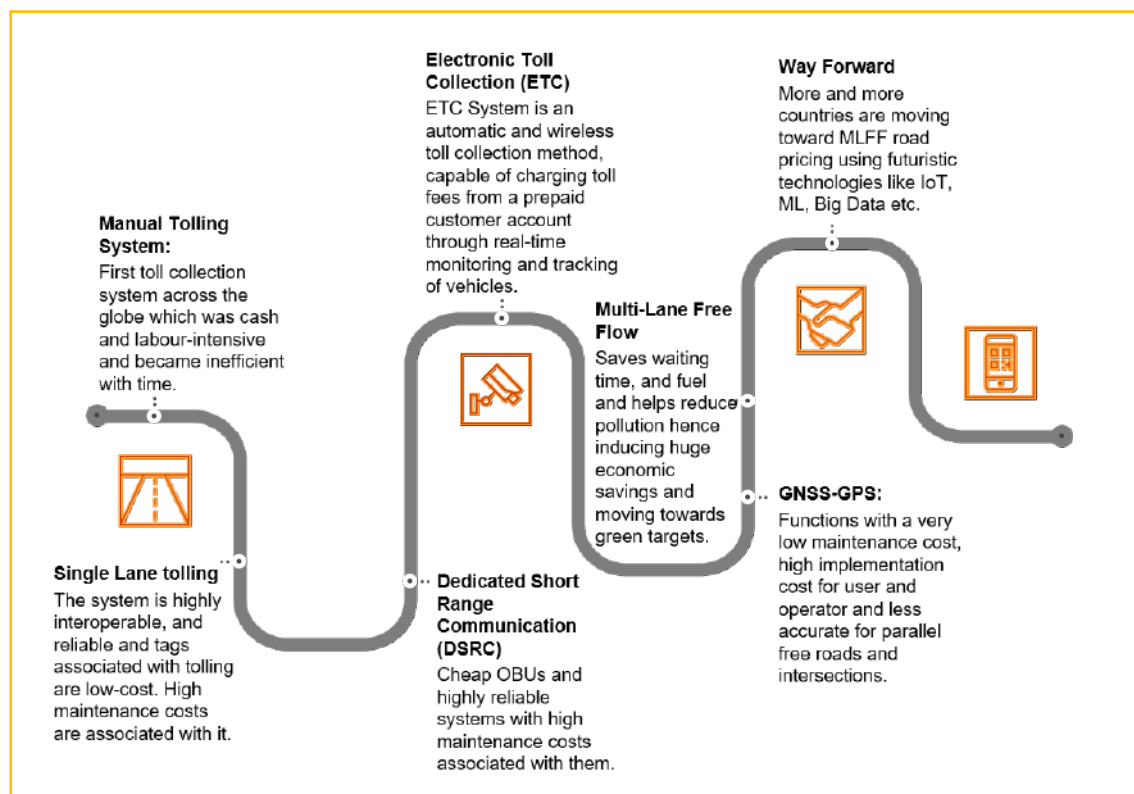 Manual Tolling
System:
First toll collection
system across the
globe which was cash
and labour-intensive
and became inefficient
with time.
Single Lane tolling
The system is highly
interoperable, and
reliable and tags
associated with tolling
are low-cost. High
maintenance costs
are associated with it.
Electronic Toll
Collection (ETC)
ETC System is an
automatic and wireless
toll collection method,
capable of charging toll
fees from a prepaid
customer account
through real-time
monitoring and tracking
of vehicles.
Dedicated Short
Range
Communication
(DSRC)
Cheap OBUs and
highly reliable
systems with high
maintenance costs
associated with them.
Multi-Lane Free
Flow
Saves waiting
time, and fuel
and helps reduce
pollution hence
inducing huge
economic
savings and
moving towards
green targets.
Way Forward
More and more
countries are moving
toward MLFF road
pricing using futuristic
technologies like IoT,
ML, Big Data etc.
GNSS-GPS:
Functions with a very
low maintenance cost,
high implementation
cost for user and
operator and less
accurate for parallel
free roads and
intersections.